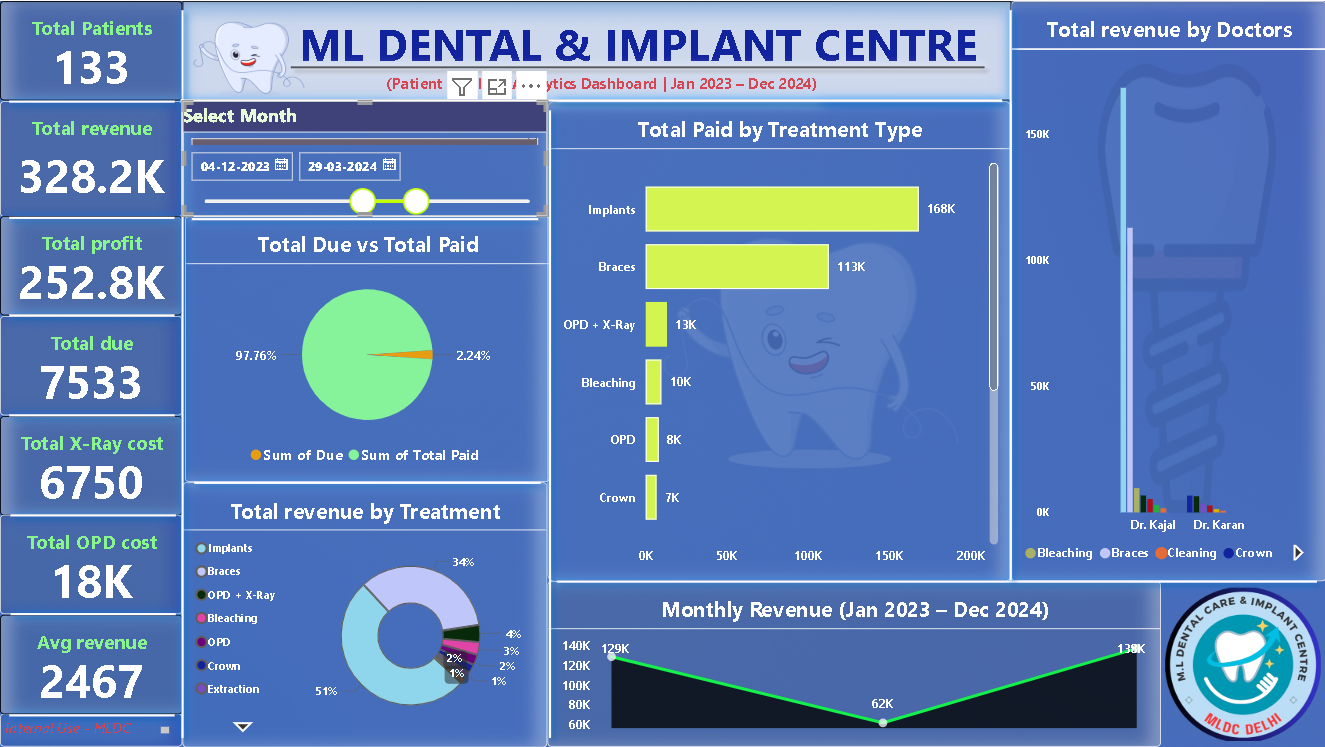 Total Patients
133
Total revenue
328.2K
Total profit
252.8K
Total due
7533
Total X-Ray cost
6750
Total OPD cost
18K
Avg revenue
2467
Internal Use - MLDC
ML DENTAL & IMPLANT CENTRE
(Patient Analytics Dashboard | Jan 2023 – Dec 2024)
Select Month
04-12-2023
29-03-2024
Total Due vs Total Paid
97.76%
2.24%
Sum of Due
Sum of Total Paid
Total revenue by Treatment
Implants
Braces
OPD + X-Ray
Bleaching
OPD
Crown
Extraction
34%
4%
3%
2%
2%
1%
1%
51%
Total Paid by Treatment Type
Implants 168K
Braces 113K
OPD + X-Ray 13K
Bleaching 10K
OPD 8K
Crown 7K
0K 50K 100K 150K 200K
Monthly Revenue (Jan 2023 – Dec 2024)
140K
120K
100K
80K
60K
129K
62K
138K
Total revenue by Doctors
150K
100K
50K
0K
Dr. Kajal Dr. Karan
Bleaching Braces Cleaning Crown
M.L DENTAL CARE & IMPLANT CENTRE
MLDC DELHI